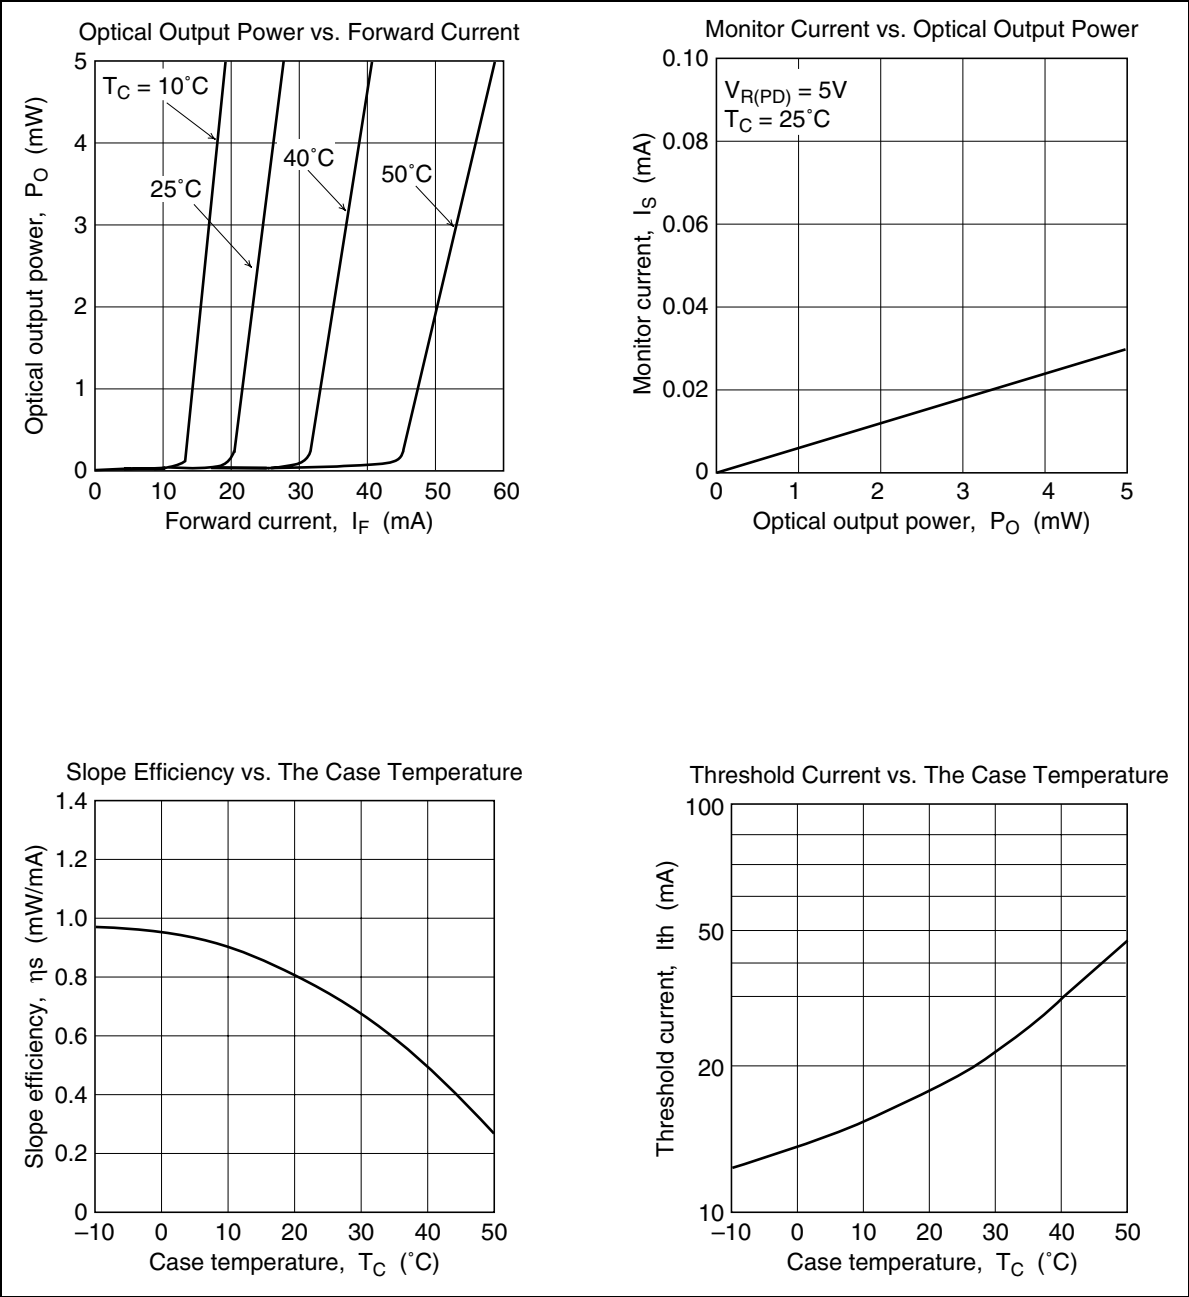 Optical Output Power vs. Forward Current
5
4
3
2
1
0
Optical output power, PO (mW)
TC = 10°C
25°C
40°C
50°C
0 10 20 30 40 50 60
Forward current, IF (mA)
Monitor Current vs. Optical Output Power
0.10
0.08
0.06
0.04
0.02
0
Monitor current, IS (mA)
VR(PD) = 5V
TC = 25°C
0 1 2 3 4 5
Optical output power, PO (mW)
Slope Efficiency vs. The Case Temperature
1.4
1.2
1.0
0.8
0.6
0.4
0.2
0
Slope efficiency, ηs (mW/mA)
–10 0 10 20 30 40 50
Case temperature, TC (°C)
Threshold Current vs. The Case Temperature
100
50
20
10
Threshold current, Ith (mA)
–10 0 10 20 30 40 50
Case temperature, TC (°C)